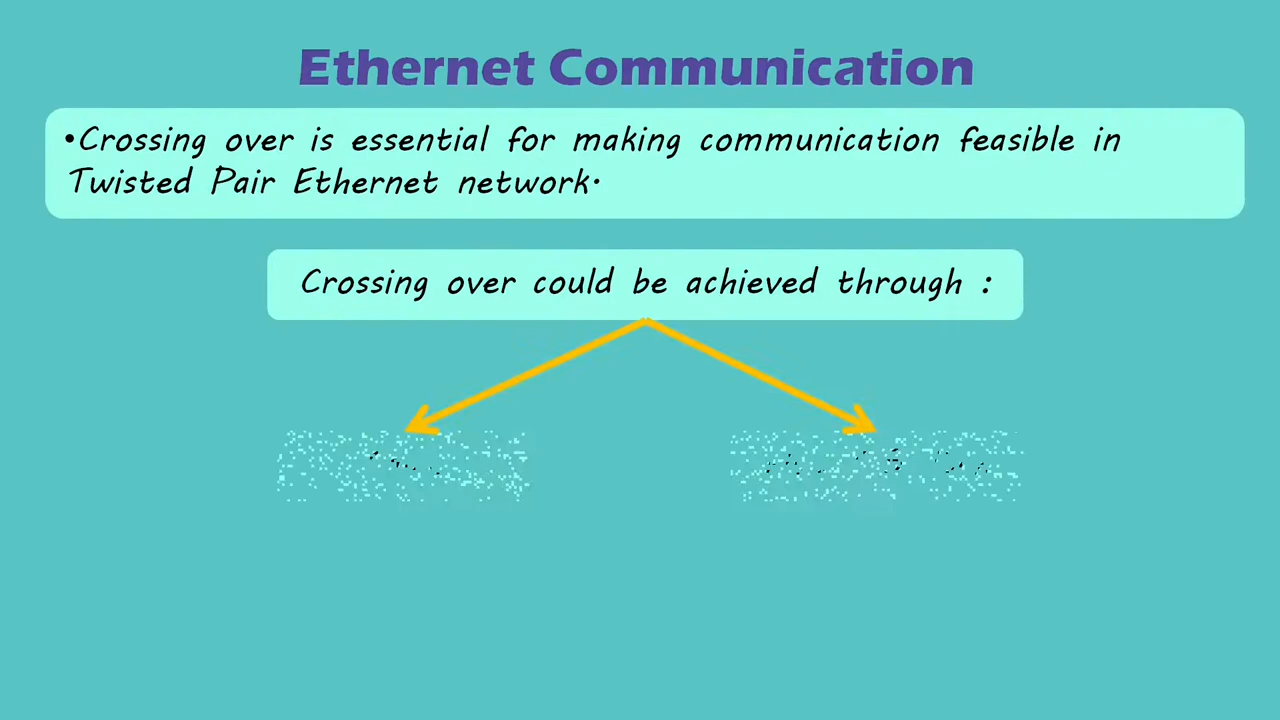 Ethernet Communication
•Crossing over is essential for making communication feasible in
Twisted Pair Ethernet network.
Crossing over could be achieved through :